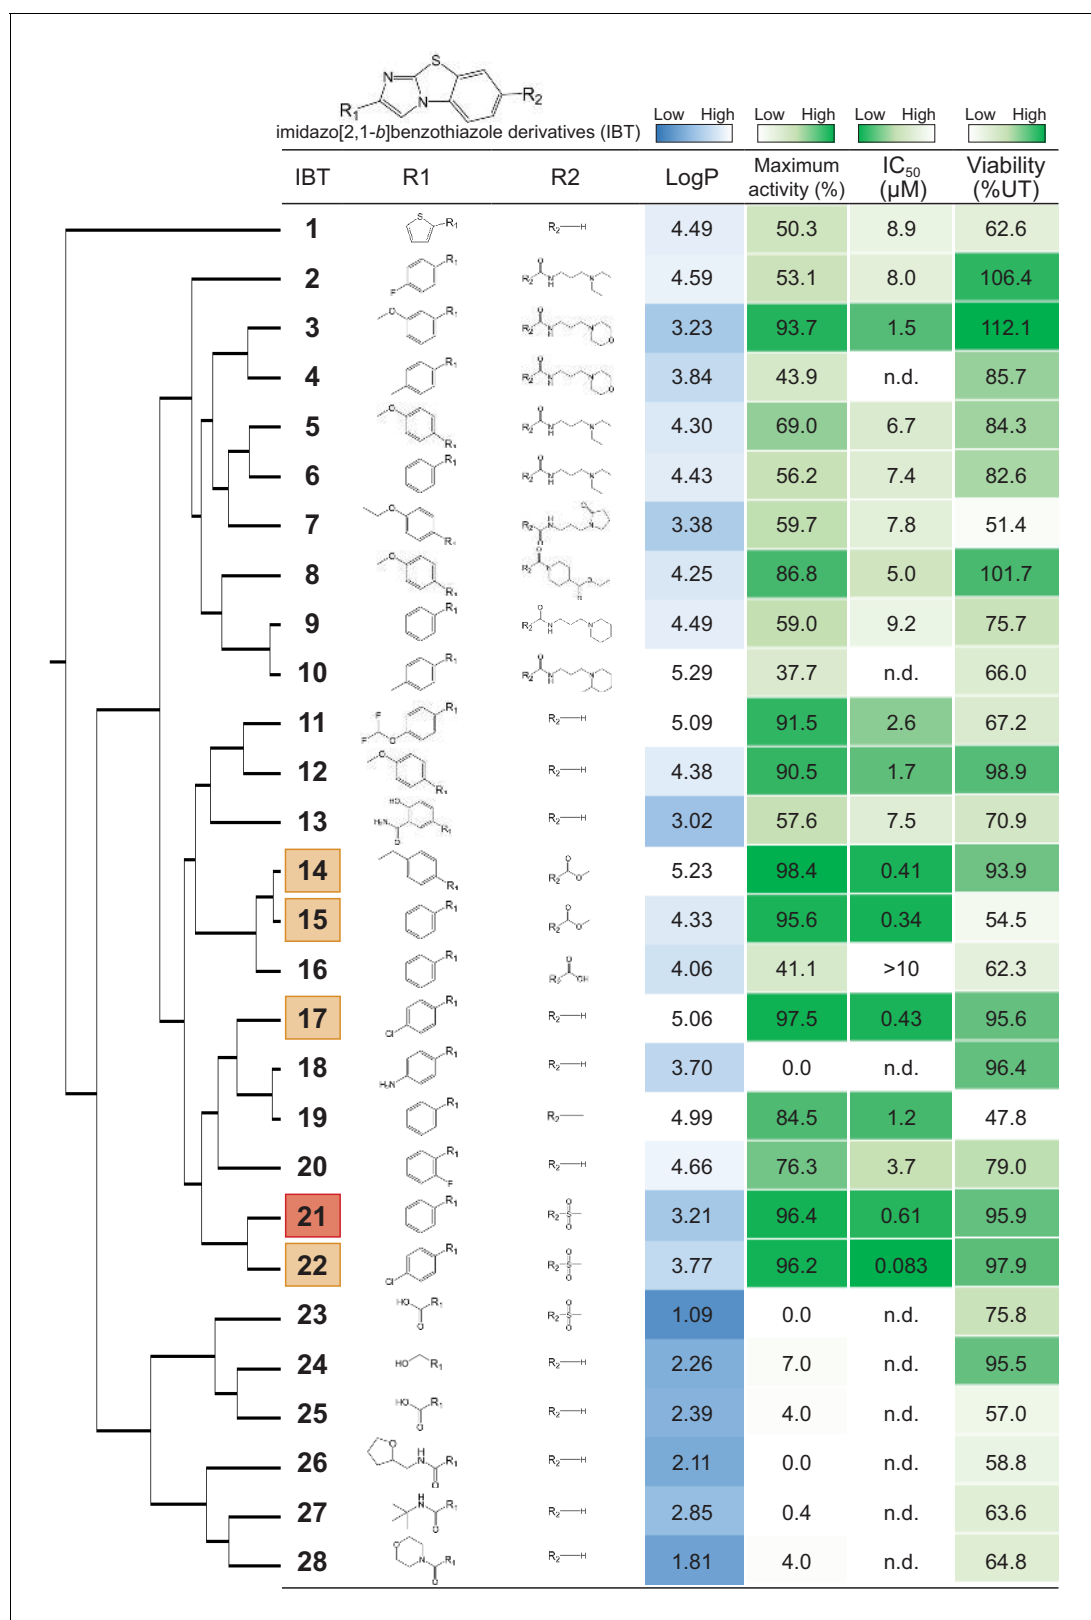 imidazo[2,1-b]benzothiazole derivatives (IBT)
Low High Low High Low High Low High
IBT R1 R2 LogP Maximum activity (%) IC50 (µM) Viability (%UT)
1 4.49 50.3 8.9 62.6
2 4.59 53.1 8.0 106.4
3 3.23 93.7 1.5 112.1
4 3.84 43.9 n.d. 85.7
5 4.30 69.0 6.7 84.3
6 4.43 56.2 7.4 82.6
7 3.38 59.7 7.8 51.4
8 4.25 86.8 5.0 101.7
9 4.49 59.0 9.2 75.7
10 5.29 37.7 n.d. 66.0
11 5.09 91.5 2.6 67.2
12 4.38 90.5 1.7 98.9
13 3.02 57.6 7.5 70.9
14 5.23 98.4 0.41 93.9
15 4.33 95.6 0.34 54.5
16 4.06 41.1 >10 62.3
17 5.06 97.5 0.43 95.6
18 3.70 0.0 n.d. 96.4
19 4.99 84.5 1.2 47.8
20 4.66 76.3 3.7 79.0
21 3.21 96.4 0.61 95.9
22 3.77 96.2 0.083 97.9
23 1.09 0.0 n.d. 75.8
24 2.26 7.0 n.d. 95.5
25 2.39 4.0 n.d. 57.0
26 2.11 0.0 n.d. 58.8
27 2.85 0.4 n.d. 63.6
28 1.81 4.0 n.d. 64.8